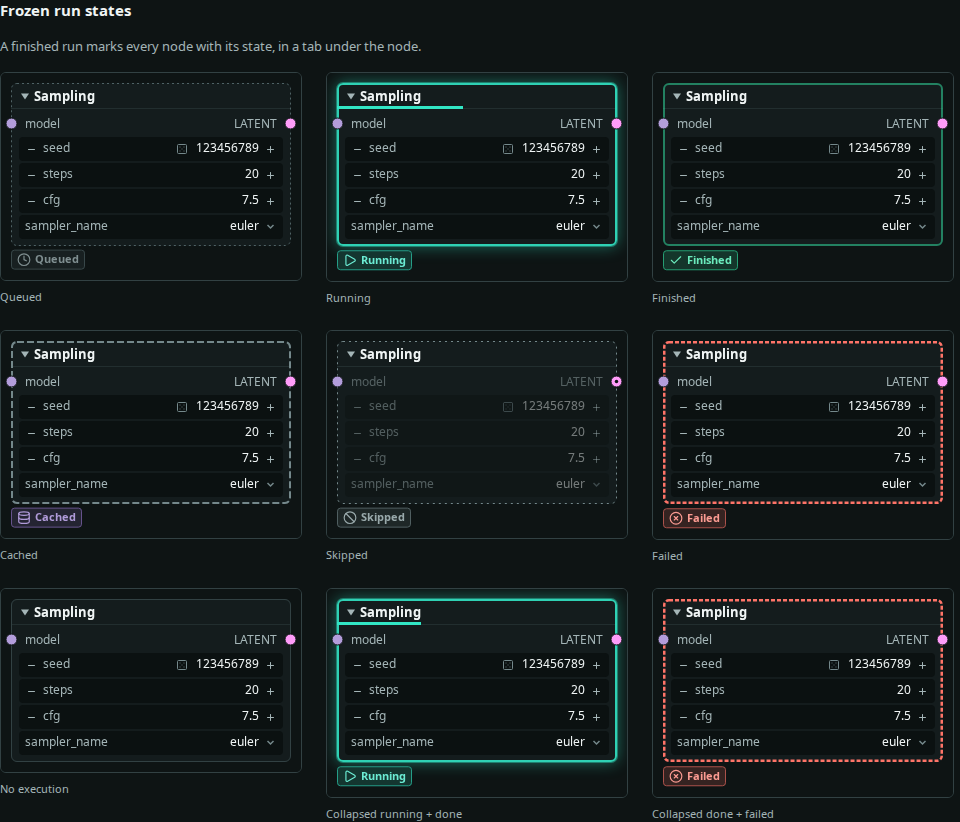 Frozen run states
A finished run marks every node with its state, in a tab under the node.
Sampling
model LATENT
– seed 123456789 +
– steps 20 +
– cfg 7.5 +
sampler_name euler
Queued
Queued
Sampling
model LATENT
– seed 123456789 +
– steps 20 +
– cfg 7.5 +
sampler_name euler
Running
Running
Sampling
model LATENT
– seed 123456789 +
– steps 20 +
– cfg 7.5 +
sampler_name euler
Finished
Finished
Sampling
model LATENT
– seed 123456789 +
– steps 20 +
– cfg 7.5 +
sampler_name euler
Cached
Cached
Sampling
model LATENT
– seed 123456789 +
– steps 20 +
– cfg 7.5 +
sampler_name euler
Skipped
Skipped
Sampling
model LATENT
– seed 123456789 +
– steps 20 +
– cfg 7.5 +
sampler_name euler
Failed
Failed
Sampling
model LATENT
– seed 123456789 +
– steps 20 +
– cfg 7.5 +
sampler_name euler
No execution
Sampling
model LATENT
– seed 123456789 +
– steps 20 +
– cfg 7.5 +
sampler_name euler
Running
Collapsed running + done
Sampling
model LATENT
– seed 123456789 +
– steps 20 +
– cfg 7.5 +
sampler_name euler
Failed
Collapsed done + failed